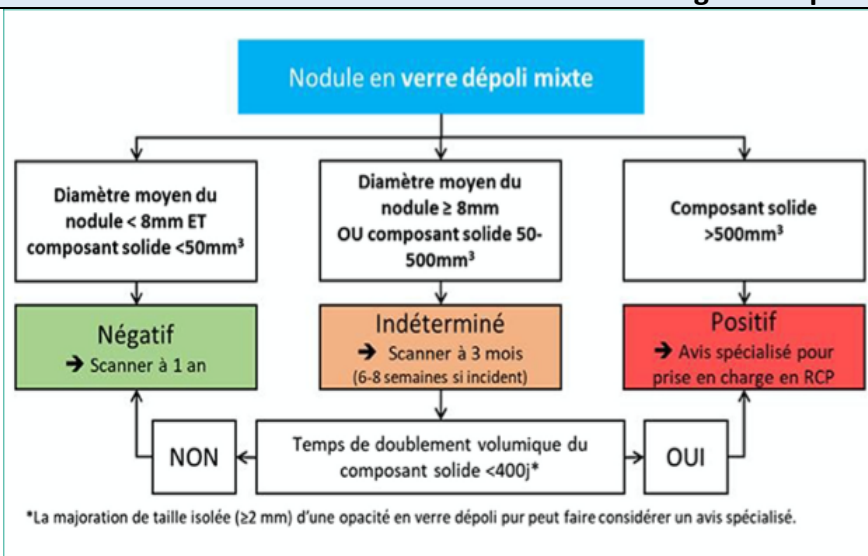 Nodule en verre dépoli mixte
Diamètre moyen du
nodule < 8mm ET
composant solide <50mm³
Diamètre moyen du
nodule ≥ 8mm
OU composant solide 50-
500mm³
Composant solide
>500mm³
Négatif
➔ Scanner à 1 an
Indéterminé
➔ Scanner à 3 mois
(6-8 semaines si incident)
Positif
➔ Avis spécialisé pour
prise en charge en RCP
NON
Temps de doublement volumique du
composant solide <400j*
OUI
*La majoration de taille isolée (≥2 mm) d’une opacité en verre dépoli pur peut faire considérer un avis spécialisé.